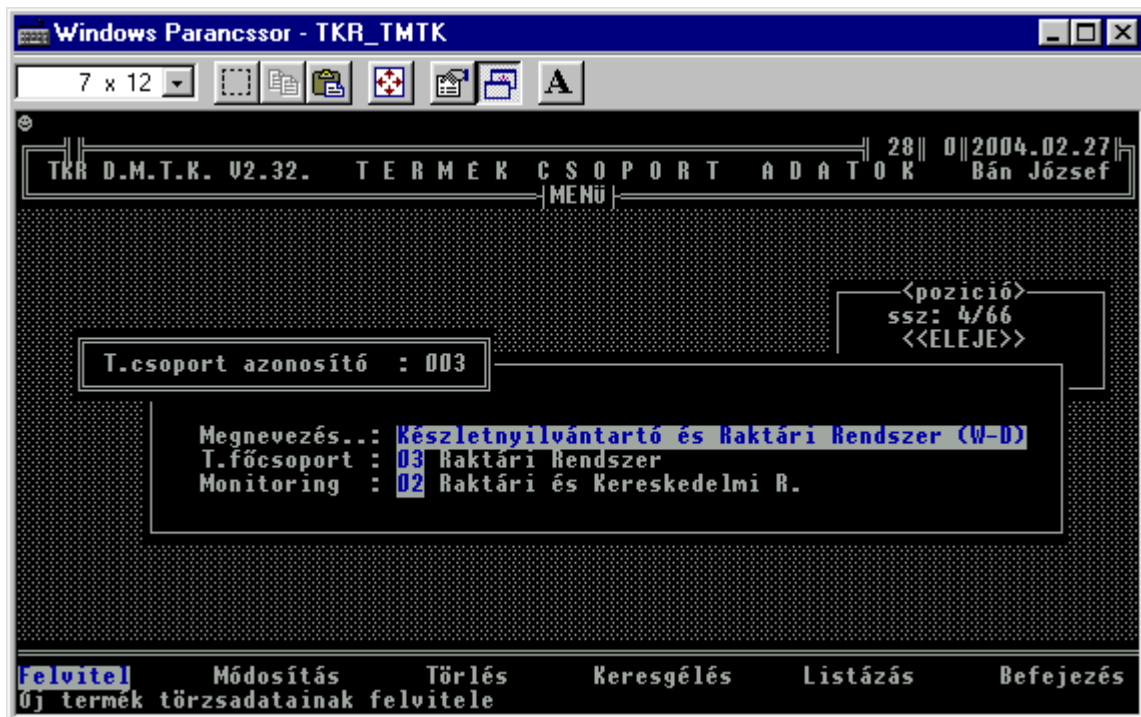 Windows Parancssor - TKR_TMTK
7 x 12
A
28 0 2004.02.27
TKR D.M.T.K. V2.32. T E R M É K C S O P O R T A D A T O K Bán József
MENÜ
<pozició>
ssz: 4/66
<<ELEJE>>
T.csoport azonosító : 003
Megnevezés..: Készletnyilvántartó és Raktári Rendszer (W-D)
T.főcsoport : 03 Raktári Rendszer
Monitoring : 02 Raktári és Kereskedelmi R.
Felvitel Módosítás Törlés Keresgélés Listázás Befejezés
Új termék törzsadatainak felvitele